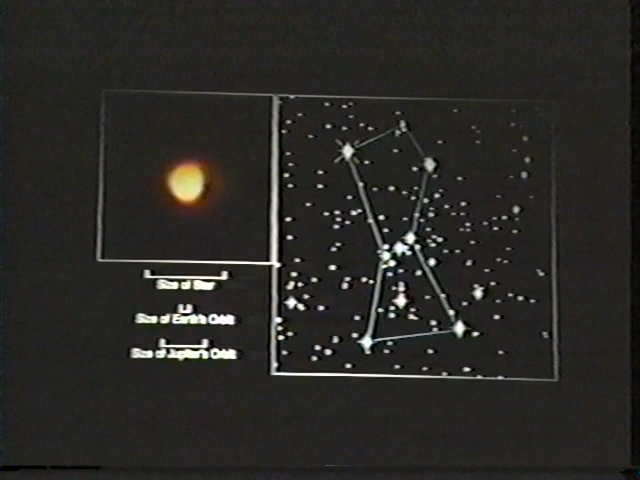 Size of Star
Size of Earth's Orbit
Size of Jupiter's Orbit